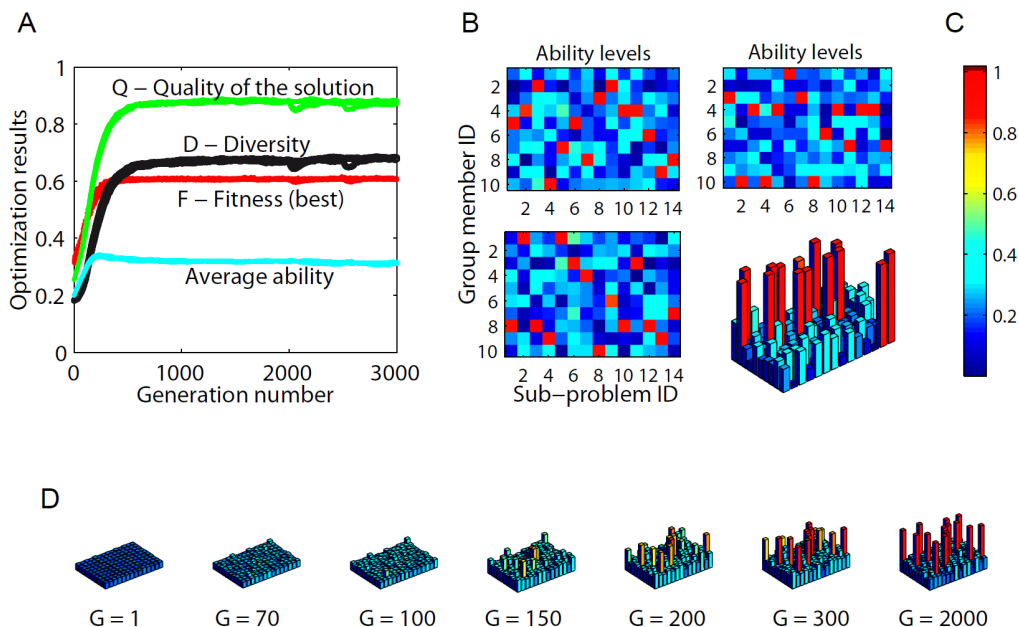 A
B
C
Optimization results
1
0.8
0.6
0.4
0.2
0
Q – Quality of the solution
D – Diversity
F – Fitness (best)
Average ability
0 1000 2000 3000
Generation number
Group member ID
Ability levels
2
4
6
8
10
2 4 6 8 10 12 14
Ability levels
2
4
6
8
10
2 4 6 8 10 12 14
2
4
6
8
10
2 4 6 8 10 12 14
Sub–problem ID
1
0.8
0.6
0.4
0.2
D
G = 1 G = 70 G = 100 G = 150 G = 200 G = 300 G = 2000